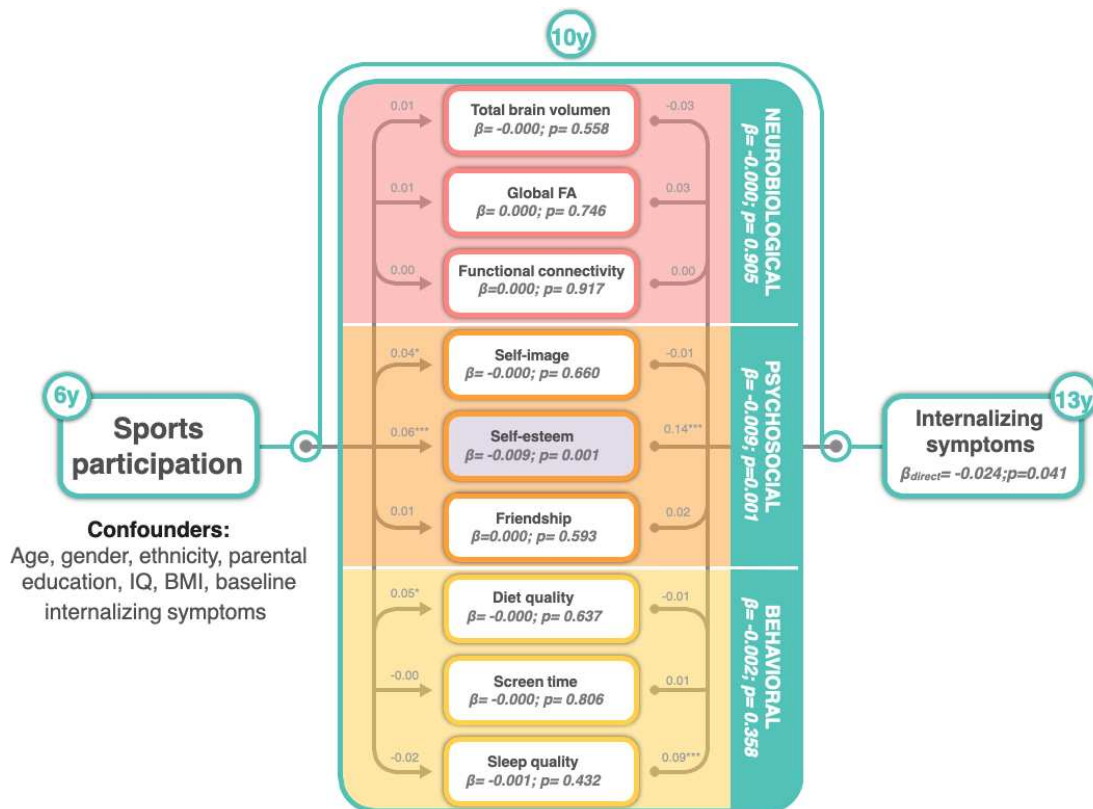 10y
0.01
Total brain volumen
β= -0.000; p= 0.558
-0.03
0.01
Global FA
β= 0.000; p= 0.746
0.03
0.00
Functional connectivity
β=0.000; p= 0.917
0.00
NEUROBIOLOGICAL
β= -0.000; p= 0.905
0.04*
Self-image
β= -0.000; p= 0.660
-0.01
0.06***
Self-esteem
β= -0.009; p= 0.001
0.14***
0.01
Friendship
β=0.000; p= 0.593
0.02
PSYCHOSOCIAL
β= -0.009; p=0.001
0.05*
Diet quality
β= -0.000; p= 0.637
-0.01
-0.00
Screen time
β= -0.000; p= 0.806
0.01
-0.02
Sleep quality
β= -0.001; p= 0.432
0.09***
BEHAVIORAL
β= -0.002; p= 0.358
6y
Sports
participation
Confounders:
Age, gender, ethnicity, parental
education, IQ, BMI, baseline
internalizing symptoms
13y
Internalizing
symptoms
βdirect= -0.024;p=0.041